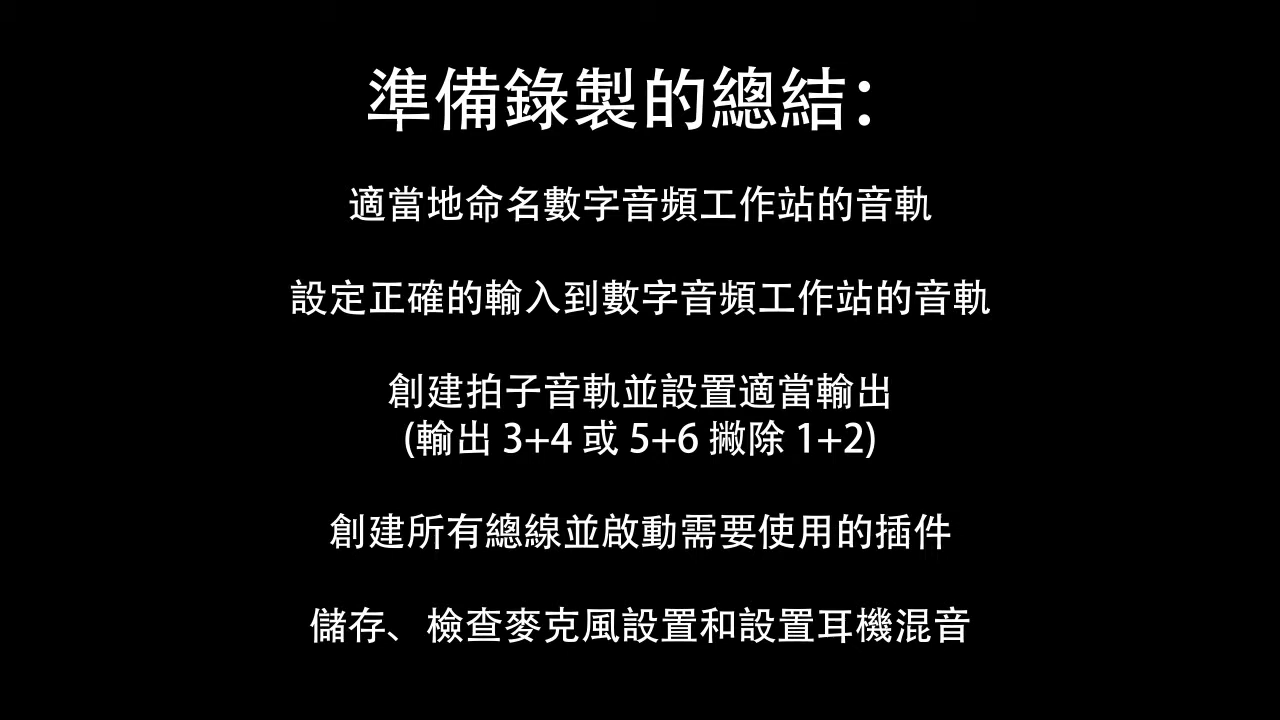 準備錄製的總結：
適當地命名數字音頻工作站的音軌
設定正確的輸入到數字音頻工作站的音軌
創建拍子音軌並設置適當輸出
(輸出 3+4 或 5+6 撇除 1+2)
創建所有總線並啟動需要使用的插件
儲存、檢查麥克風設置和設置耳機混音